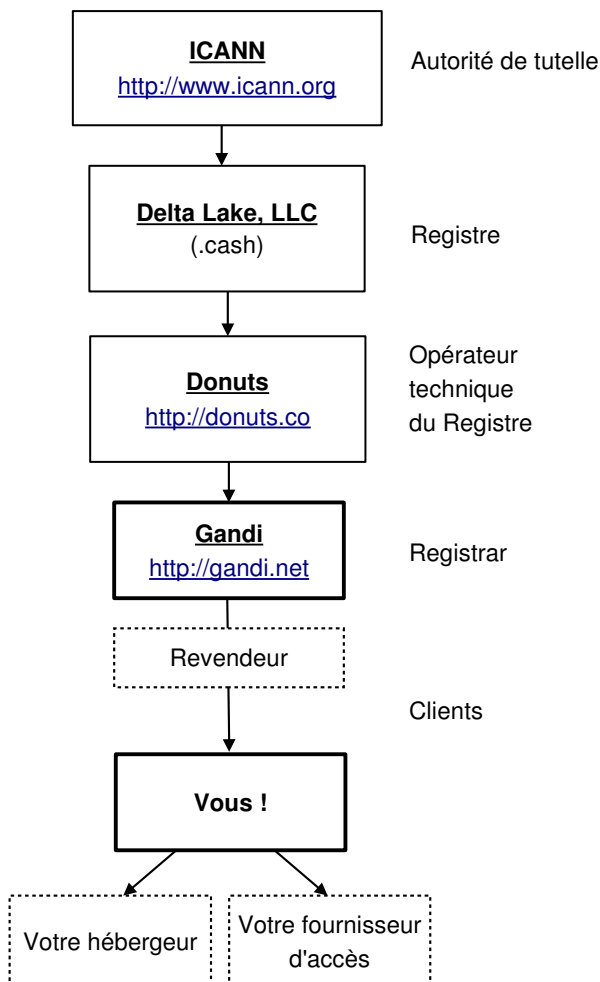 ICANN
http://www.icann.org
Autorité de tutelle
Delta Lake, LLC
(.cash)
Registre
Donuts
http://donuts.co
Opérateur
technique
du Registre
Gandi
http://gandi.net
Registrar
Revendeur
Clients
Vous !
Votre hébergeur
Votre fournisseur
d'accès